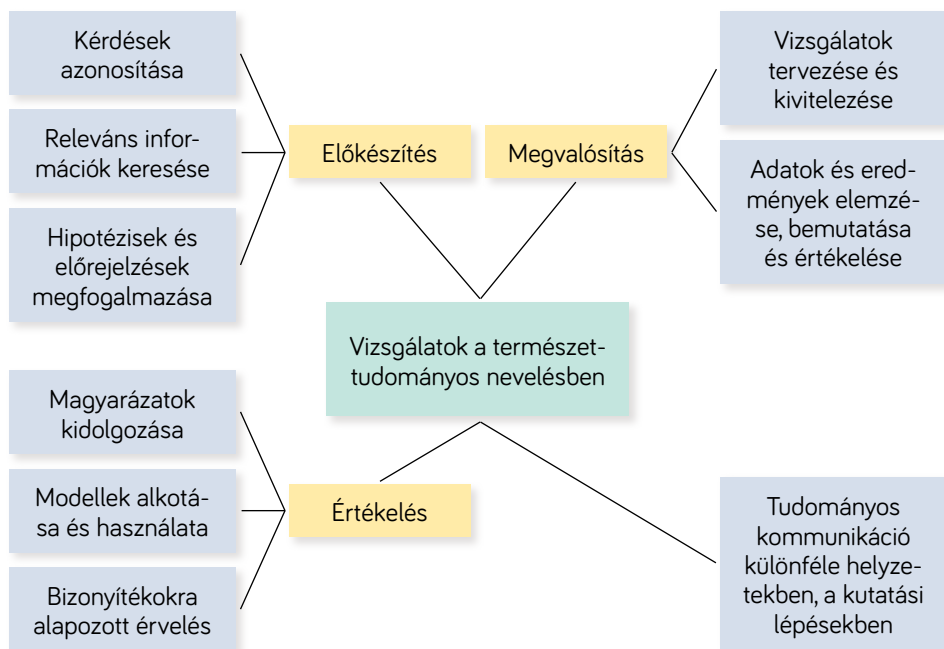 Kérdések
azonosítása
Releváns infor-
mációk keresése
Hipotézisek és
előrejelzések
megfogalmazása
Előkészítés
Megvalósítás
Vizsgálatok
tervezése és
kivitelezése
Adatok és ered-
mények elemzé-
se, bemutatása
és értékelése
Vizsgálatok a természet-
tudományos nevelésben
Magyarázatok
kidolgozása
Modellek alkotá-
sa és használata
Bizonyítékokra
alapozott érvelés
Értékelés
Tudományos
kommunikáció
különféle helyze-
tekben, a kutatási
lépésekben